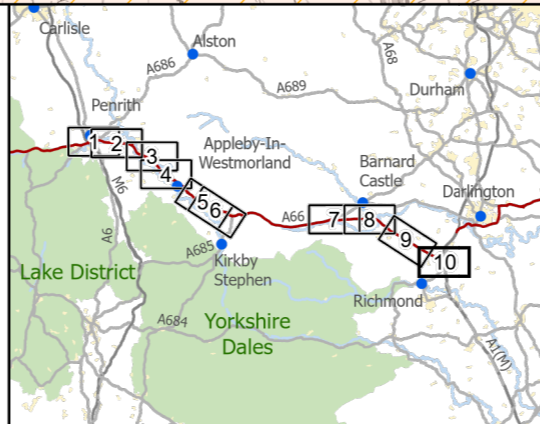 Carlisle
Alston
A68
A686
A689
Durham
Penrith
Appleby-In-
Westmorland
Barnard
Castle
Darlington
1
2
3
4
5
6
M6
A6
A66
7
8
9
10
A685
Kirkby
Stephen
Lake District
Richmond
A684
Yorkshire
Dales
A1(M)